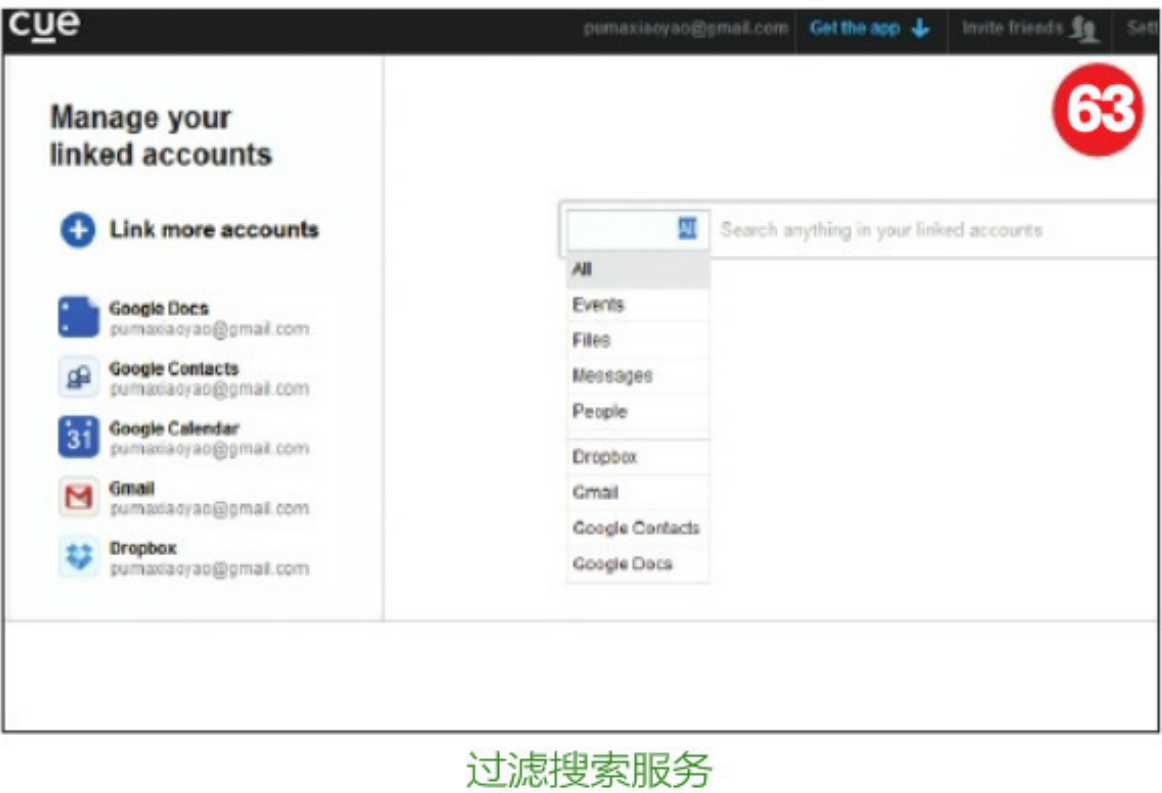 cue
pumaxiaoyao@gmail.com Get the app Invite friends Sett
63
Manage your
linked accounts
Link more accounts
Google Docs
pumaxiaoyao@gmail.com
Google Contacts
pumaxiaoyao@gmail.com
31
Google Calendar
pumaxiaoyao@gmail.com
Gmail
pumaxiaoyao@gmail.com
Dropbox
pumaxiaoyao@gmail.com
All Search anything in your linked accounts
All
Events
Files
Messages
People
Dropbox
Gmail
Google Contacts
Google Docs
过滤搜索服务